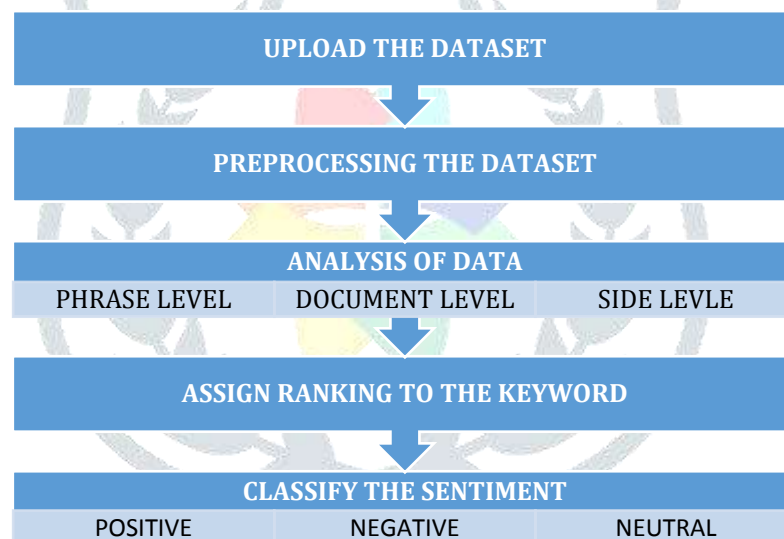 UPLOAD THE DATASET
PREPROCESSING THE DATASET
ANALYSIS OF DATA
PHRASE LEVEL DOCUMENT LEVEL SIDE LEVLE
ASSIGN RANKING TO THE KEYWORD
CLASSIFY THE SENTIMENT
POSITIVE NEGATIVE NEUTRAL